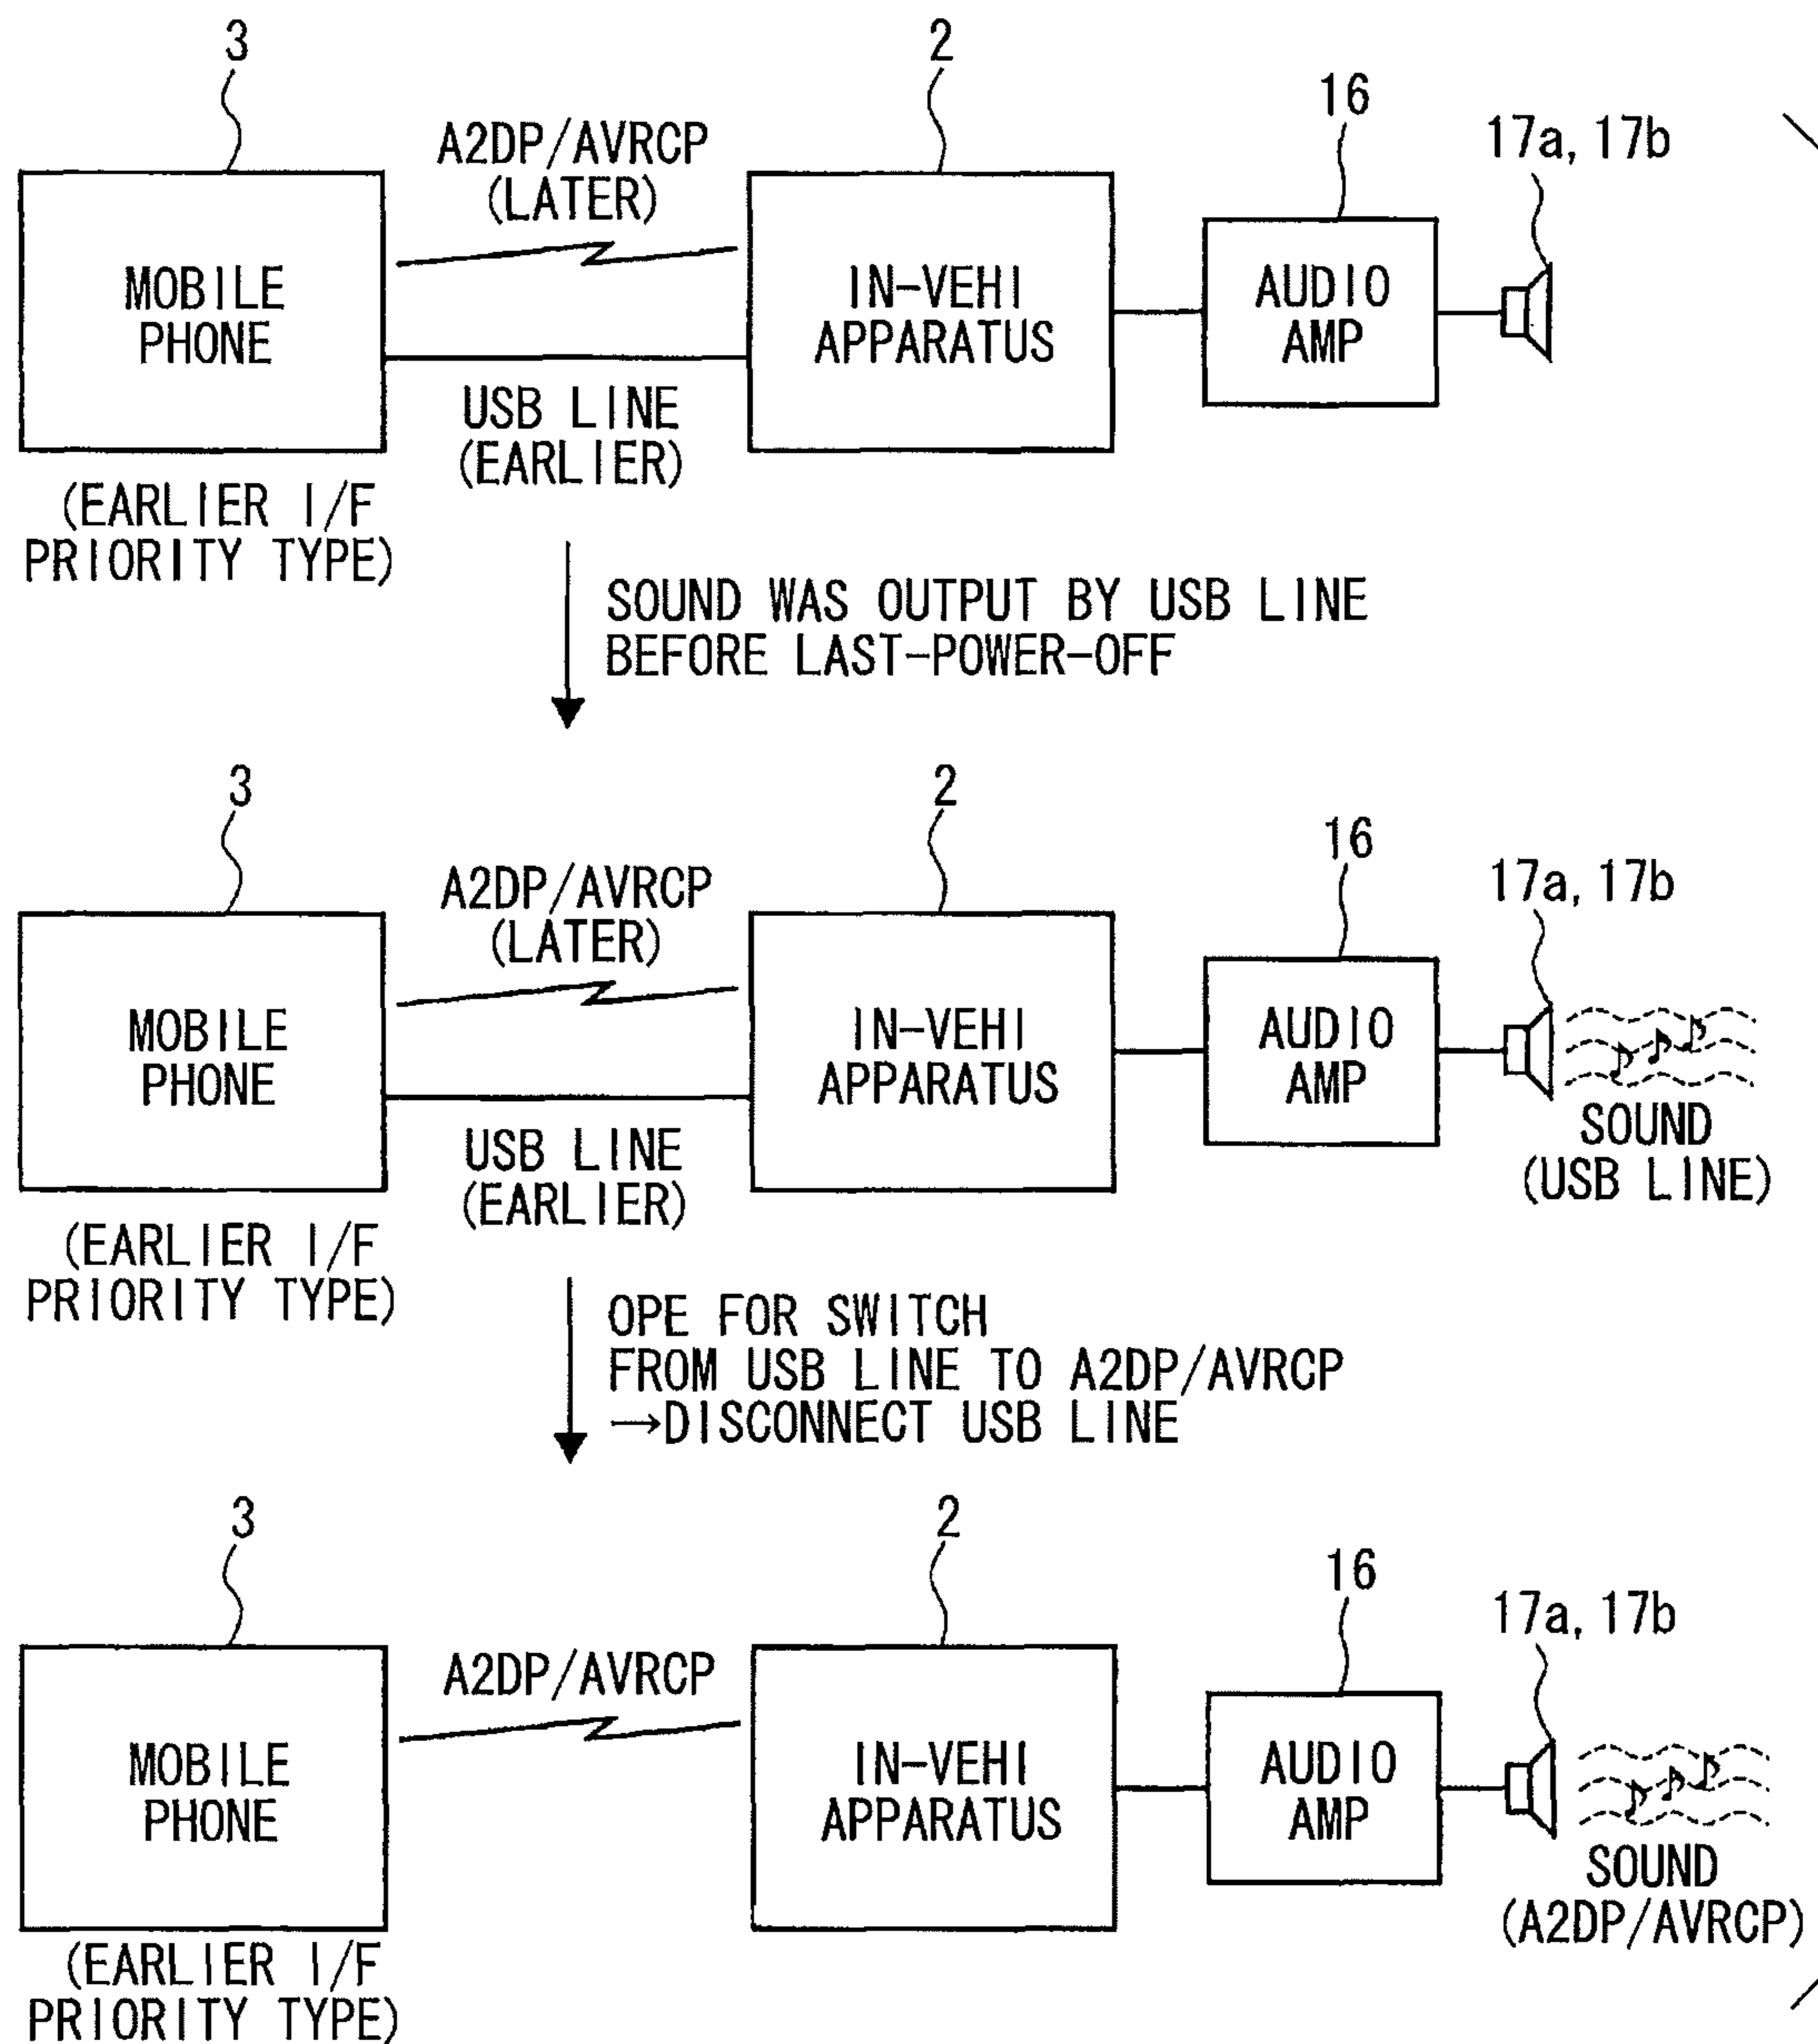 3
2
16
17a, 17b
A2DP/AVRCP
(LATER)
MOBILE
PHONE
IN-VEHI
APPARATUS
AUDIO
AMP
USB LINE
(EARLIER)
(EARLIER I/F
PRIORITY TYPE)
SOUND WAS OUTPUT BY USB LINE
BEFORE LAST-POWER-OFF
3
2
16
17a, 17b
A2DP/AVRCP
(LATER)
MOBILE
PHONE
IN-VEHI
APPARATUS
AUDIO
AMP
SOUND
(USB LINE)
USB LINE
(EARLIER)
(EARLIER I/F
PRIORITY TYPE)
OPE FOR SWITCH
FROM USB LINE TO A2DP/AVRCP
→DISCONNECT USB LINE
3
2
16
17a, 17b
A2DP/AVRCP
MOBILE
PHONE
IN-VEHI
APPARATUS
AUDIO
AMP
SOUND
(A2DP/AVRCP)
(EARLIER I/F
PRIORITY TYPE)